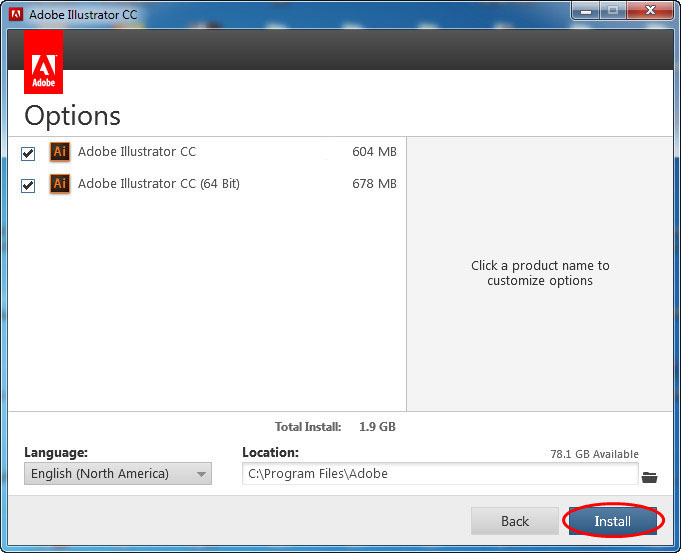 Adobe Illustrator CC
Adobe
Options
Ai Adobe Illustrator CC 604 MB
Ai Adobe Illustrator CC (64 Bit) 678 MB
Click a product name to
customize options
Total Install: 1.9 GB
Language: Location: 78.1 GB Available
English (North America) C:\Program Files\Adobe
Back Install